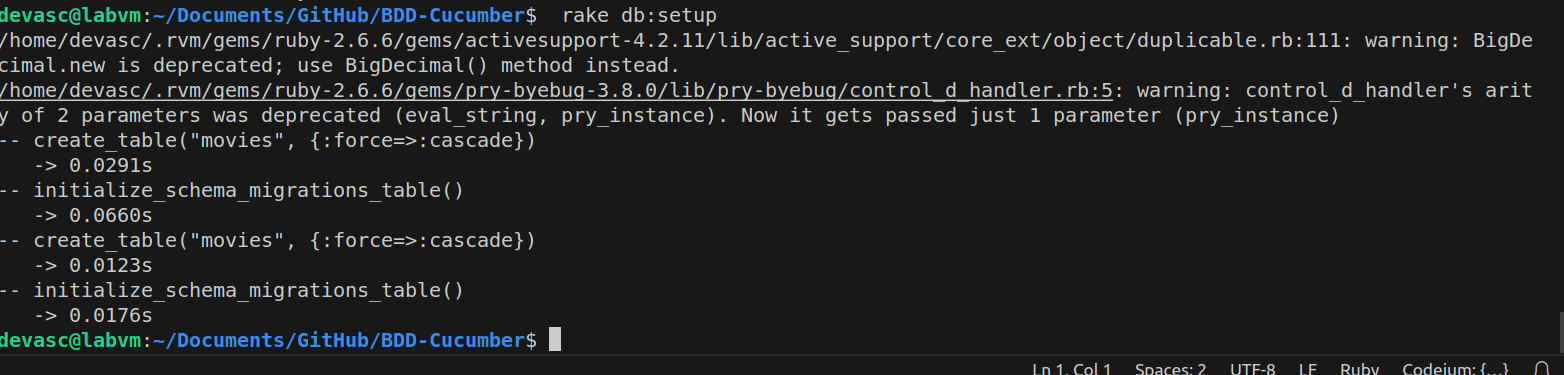 devasc@labvm:~/Documents/GitHub/BDD-Cucumber$  rake db:setup
/home/devasc/.rvm/gems/ruby-2.6.6/gems/activesupport-4.2.11/lib/active_support/core_ext/object/duplicable.rb:111: warning: BigDe
cimal.new is deprecated; use BigDecimal() method instead.
/home/devasc/.rvm/gems/ruby-2.6.6/gems/pry-byebug-3.8.0/lib/pry-byebug/control_d_handler.rb:5: warning: control_d_handler's arit
y of 2 parameters was deprecated (eval_string, pry_instance). Now it gets passed just 1 parameter (pry_instance)
-- create_table("movies", {:force=>:cascade})
   -> 0.0291s
-- initialize_schema_migrations_table()
   -> 0.0660s
-- create_table("movies", {:force=>:cascade})
   -> 0.0123s
-- initialize_schema_migrations_table()
   -> 0.0176s
devasc@labvm:~/Documents/GitHub/BDD-Cucumber$
Ln 1, Col 1 Spaces: 2 UTF-8 LF Ruby Codeium: {...}